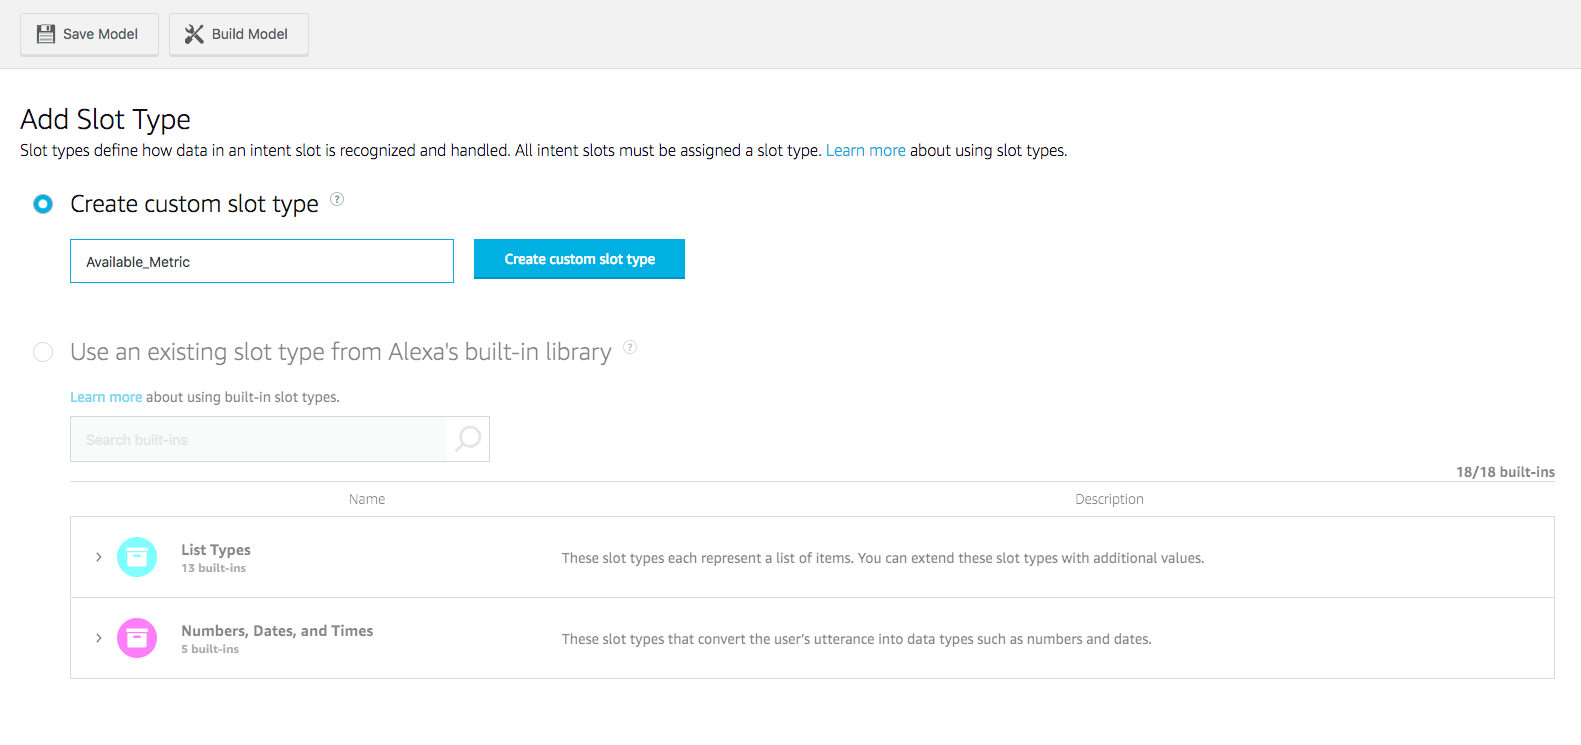 Save Model
Build Model
Add Slot Type
Slot types define how data in an intent slot is recognized and handled. All intent slots must be assigned a slot type. Learn more about using slot types.
Create custom slot type ?
Available_Metric
Create custom slot type
Use an existing slot type from Alexa's built-in library ?
Learn more about using built-in slot types.
Search built-ins
18/18 built-ins
Name Description
List Types
13 built-ins
These slot types each represent a list of items. You can extend these slot types with additional values.
Numbers, Dates, and Times
5 built-ins
These slot types that convert the user’s utterance into data types such as numbers and dates.